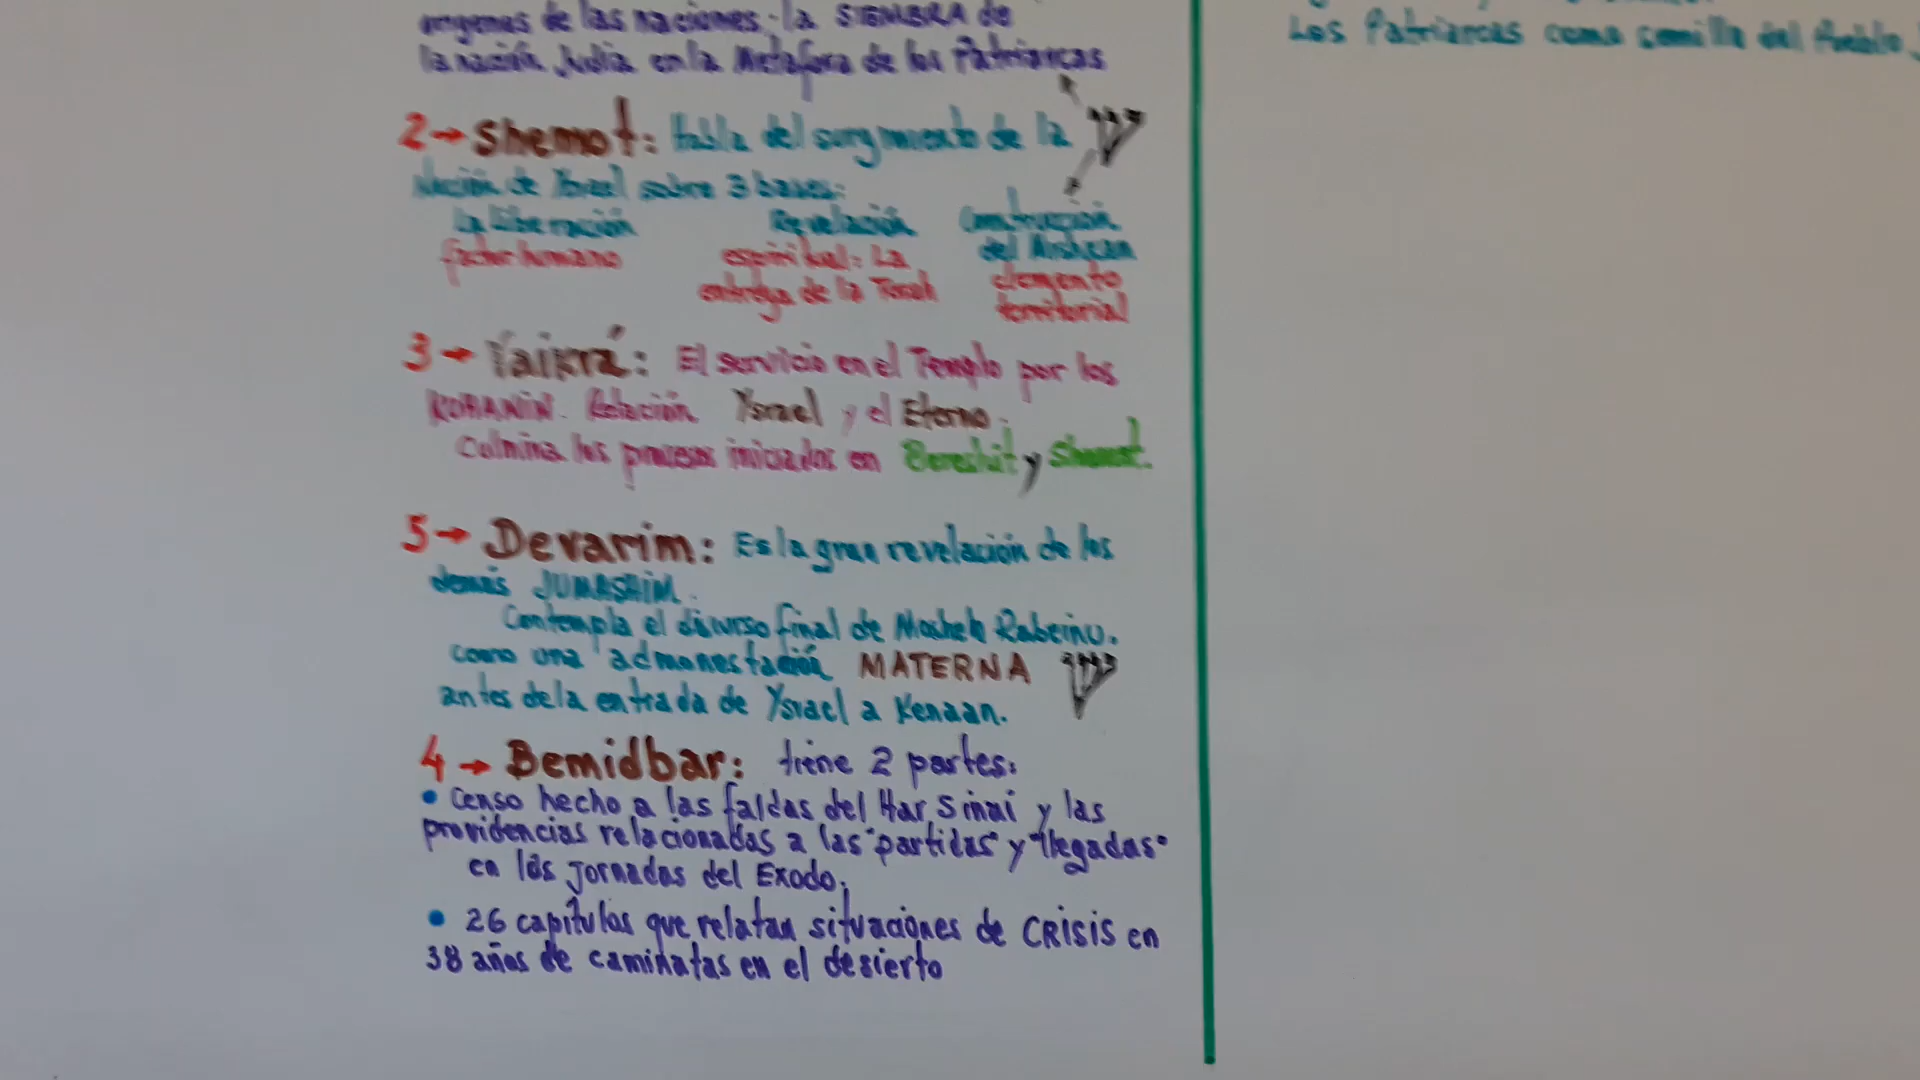 orígenes de las naciones; la SIEMBRA de
la nación Judía en la Metáfora de los Patriarcas
2→ Shemot: Habla del surgimiento de la
Nación de Ysrael sobre 3 bases:
La liberación Revelación Construcción
factor humano espiritual: La del Mishcan
entrega de la Torah elemento
territorial
3→ Vaikrá: El servicio en el Templo por los
KOHANIN. Relación Ysrael y el Eterno.
Culmina los procesos iniciados en Bereshit y Shemot.
5→ Devarim: Es la gran revelación de los
demás JUMASHIM.
Contempla el discurso final de Mosheh Rabeinu.
como una admonestación MATERNA
antes de la entrada de Ysrael a Kenaan.
4→ Bemidbar: tiene 2 partes:
• Censo hecho a las faldas del Har Sinaí y las
providencias relacionadas a las "partidas" y "llegadas"
en las jornadas del Exodo.
• 26 capítulos que relatan situaciones de CRISIS en
38 años de caminatas en el desierto
Los Patriarcas como semilla del Pueblo